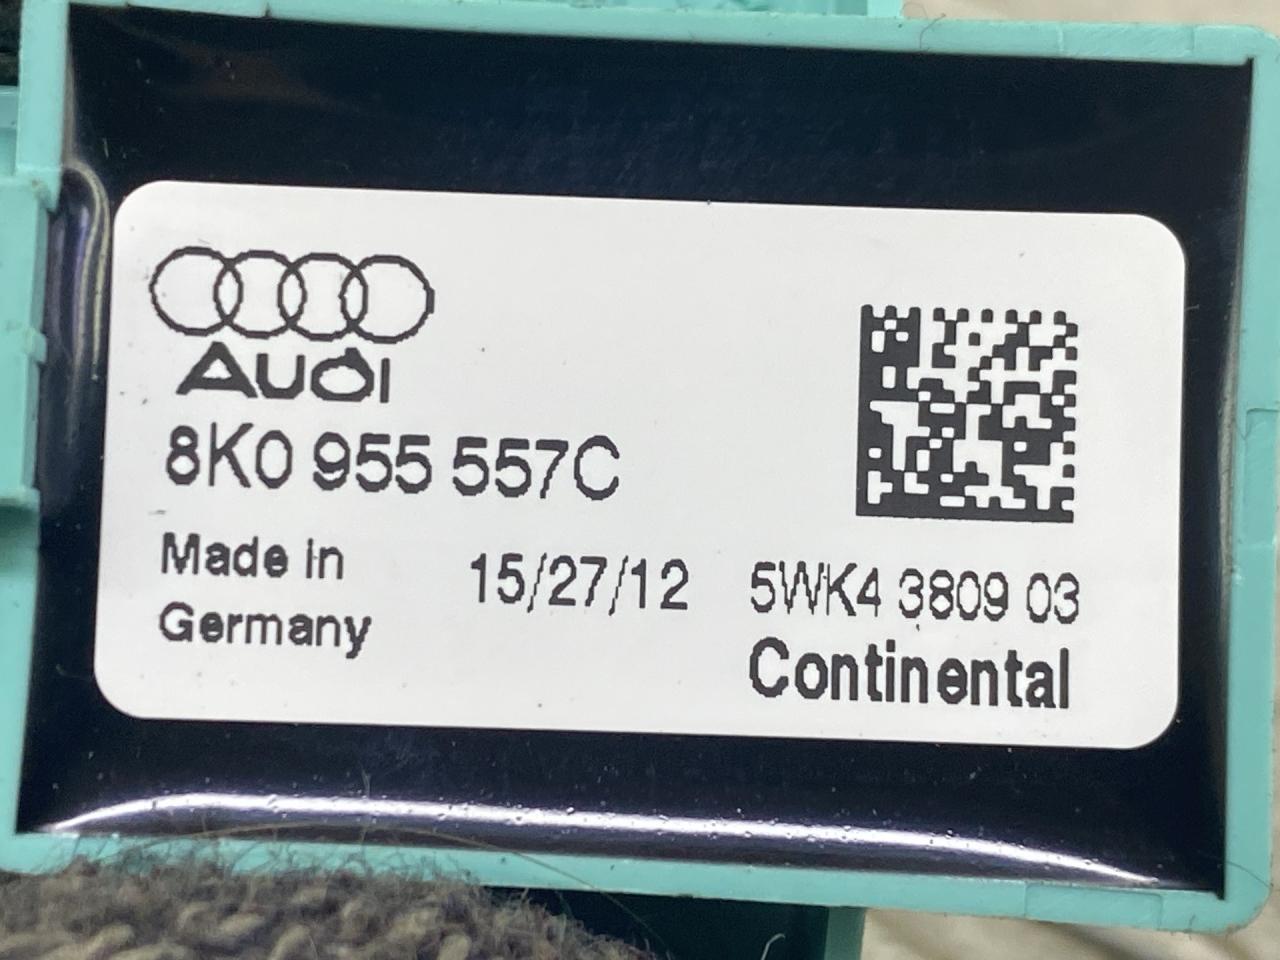 AUDI
8K0 955 557C
Made in
Germany
15/27/12
5WK4 3809 03
Continental